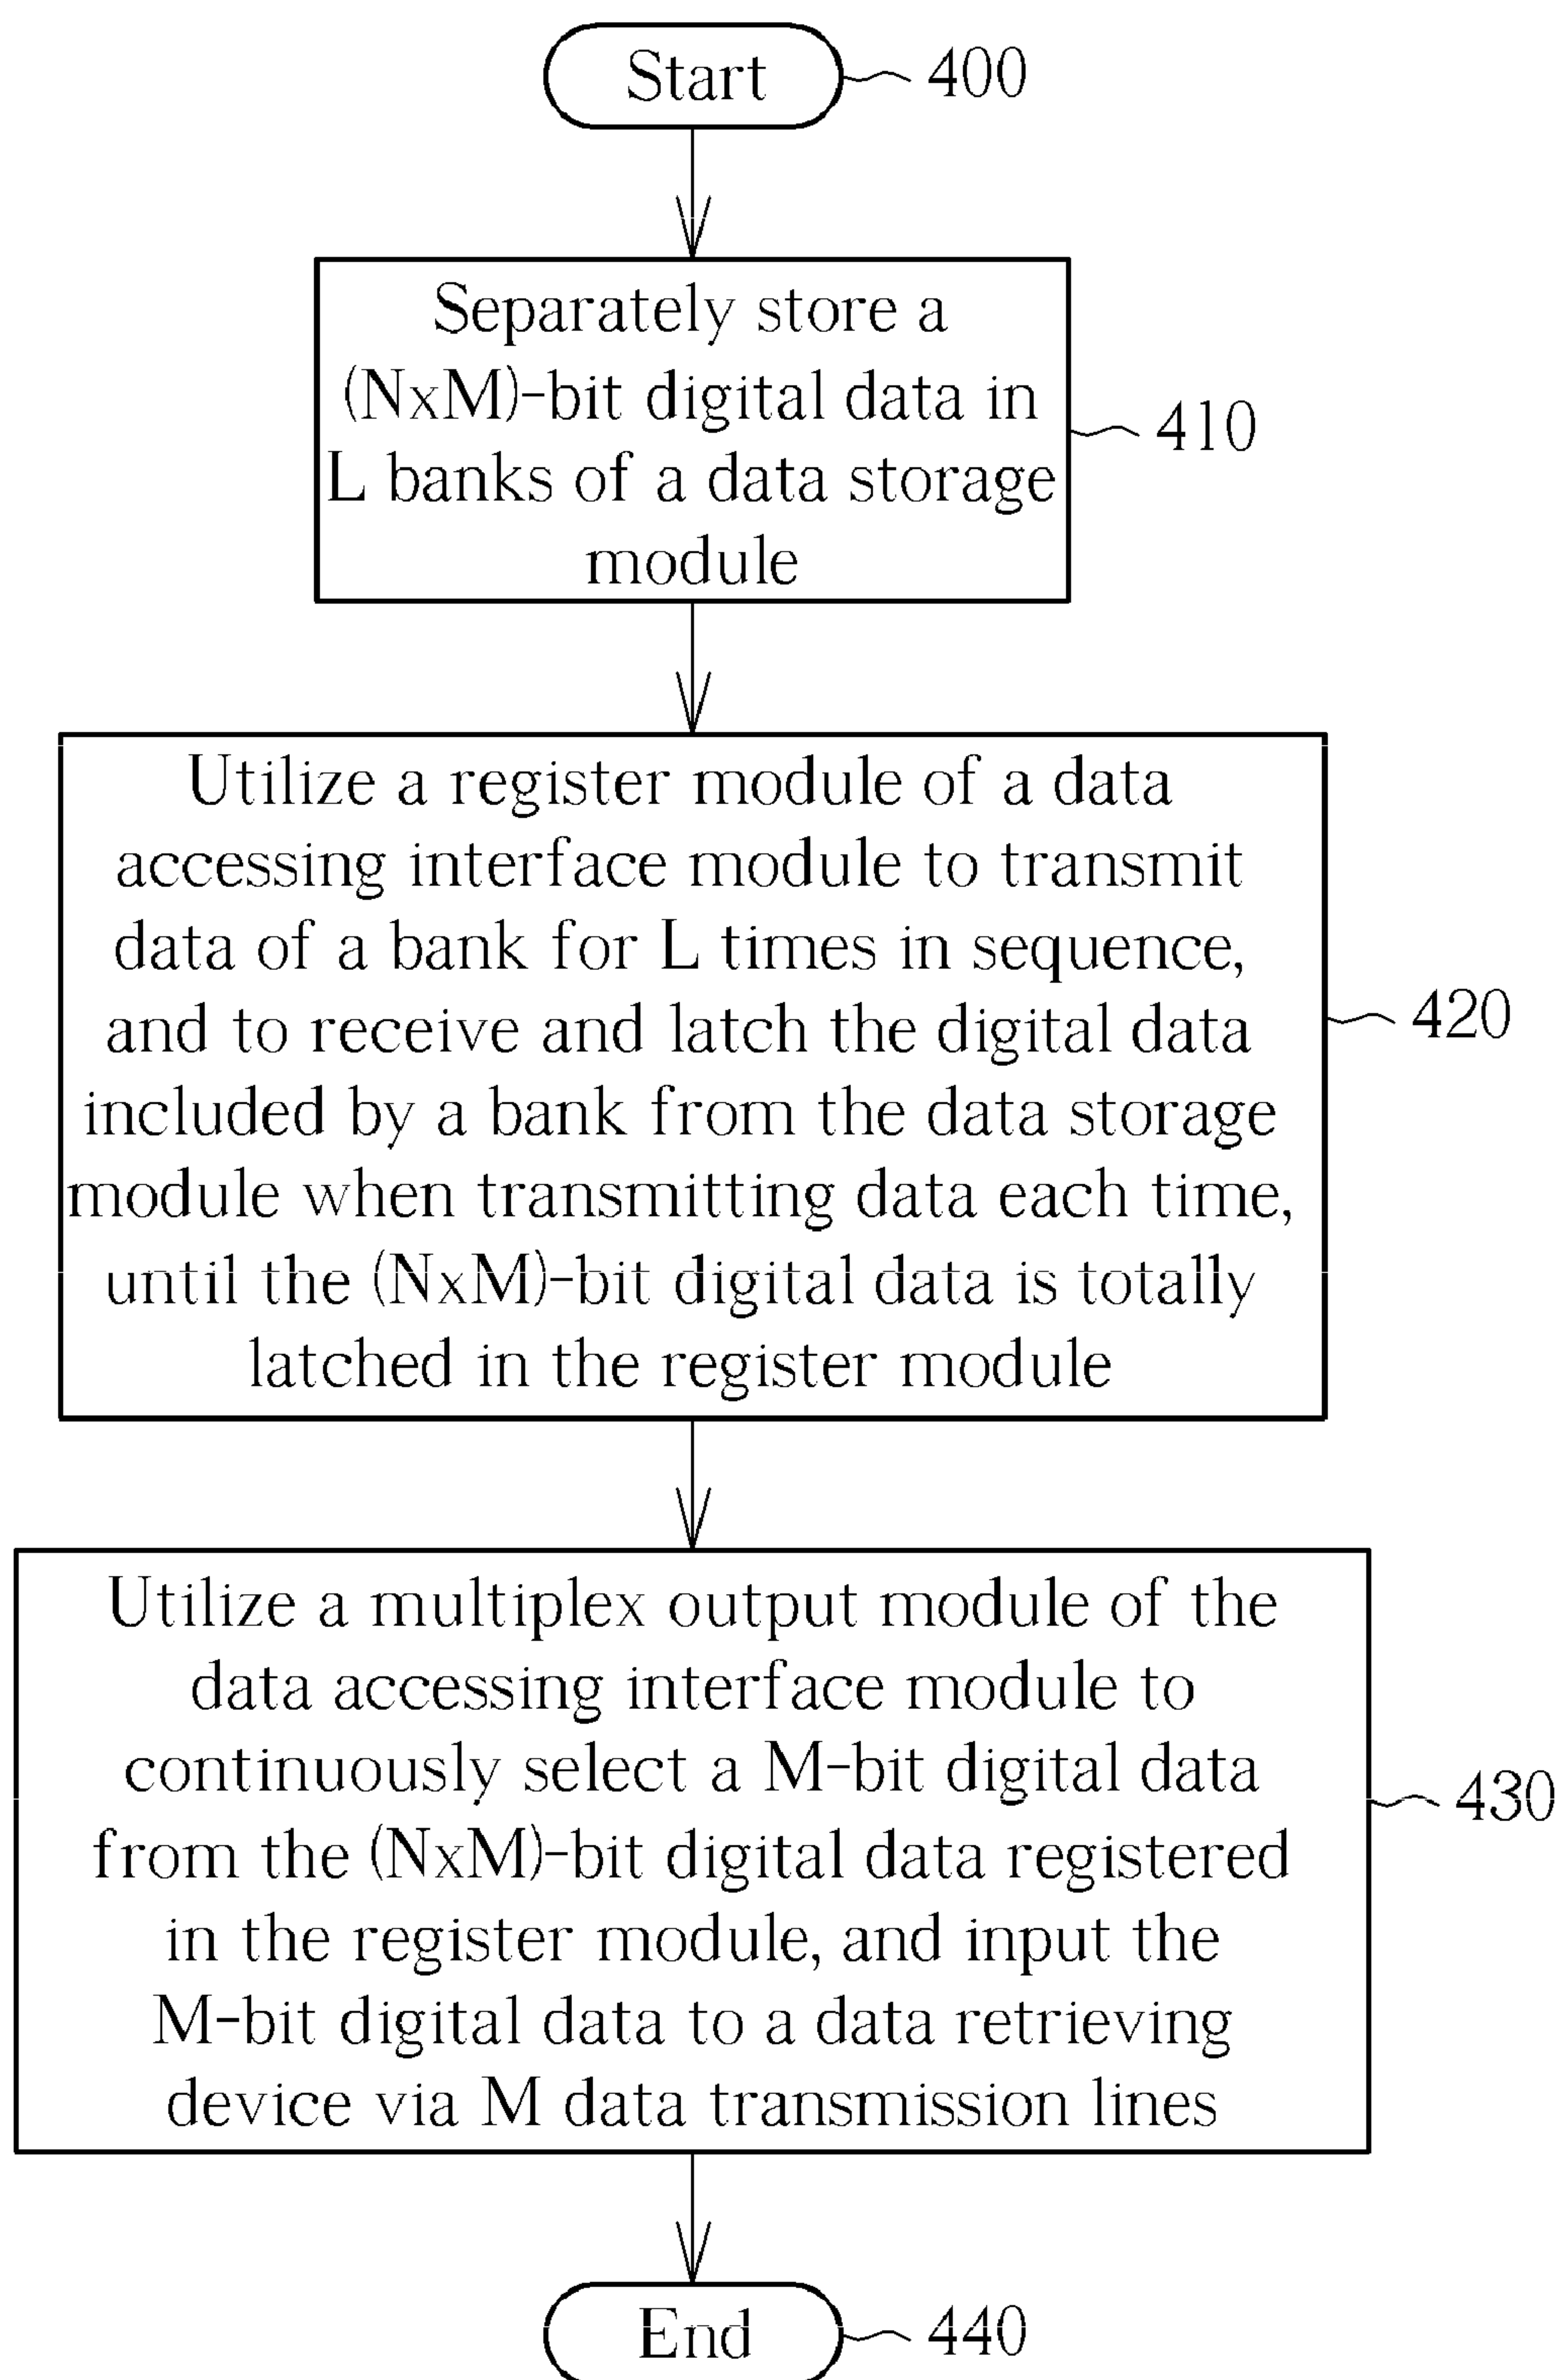 Start
400
Separately store a
(NxM)-bit digital data in
L banks of a data storage
module
410
Utilize a register module of a data
accessing interface module to transmit
data of a bank for L times in sequence,
and to receive and latch the digital data
included by a bank from the data storage
module when transmitting data each time,
until the (NxM)-bit digital data is totally
latched in the register module
420
Utilize a multiplex output module of the
data accessing interface module to
continuously select a M-bit digital data
from the (NxM)-bit digital data registered
in the register module, and input the
M-bit digital data to a data retrieving
device via M data transmission lines
430
End
440